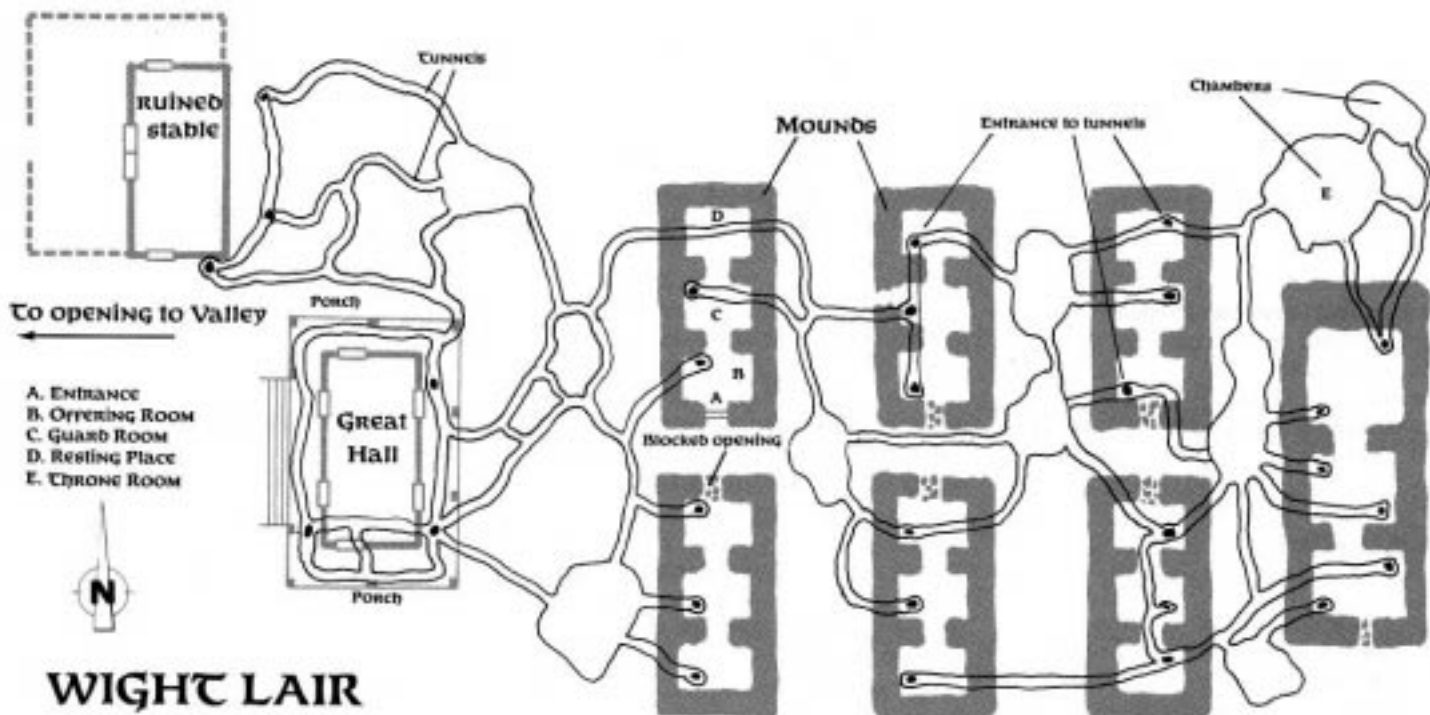 Tunnels
Ruined
Stable
Mounds
Entrance to tunnels
Chambers
E
D
Porch
To opening to Valley
C
B
A
A. Entrance
B. Offering Room
C. Guard Room
D. Resting Place
E. Throne Room
Great
Hall
Blocked opening
N
Porch
WIGHT LAIR